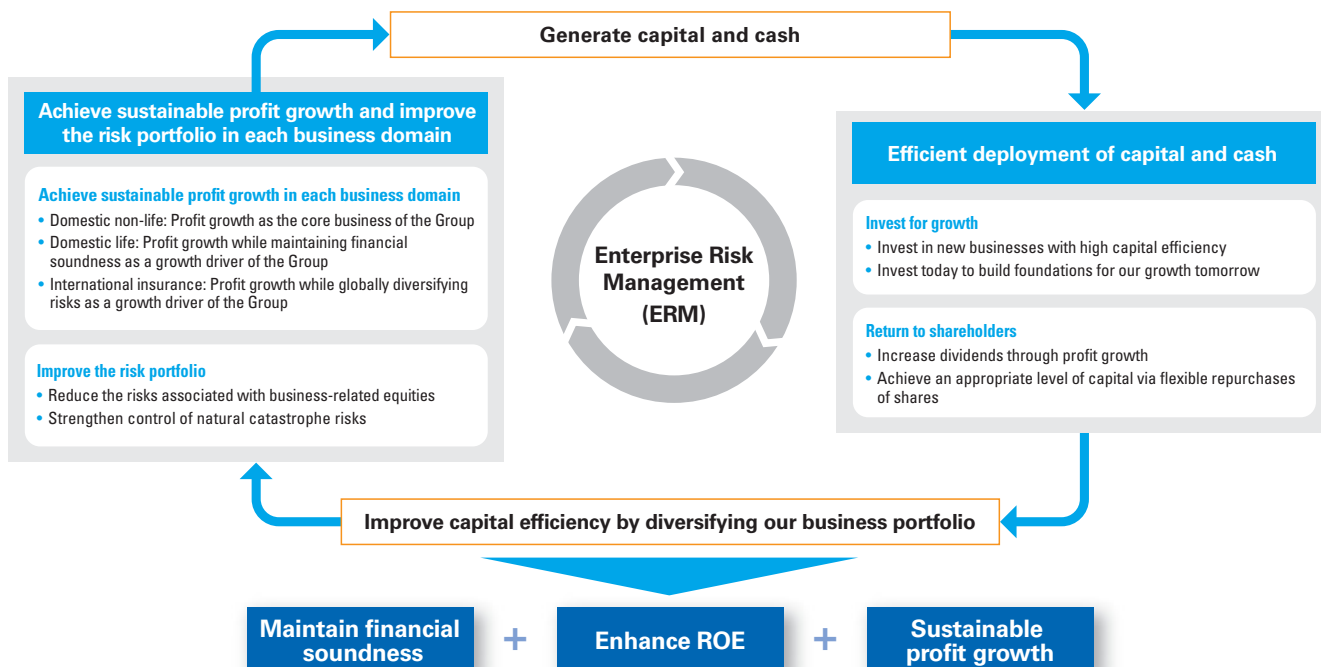 Generate capital and cash
Achieve sustainable profit growth and improve
the risk portfolio in each business domain
Achieve sustainable profit growth in each business domain
• Domestic non-life: Profit growth as the core business of the Group
• Domestic life: Profit growth while maintaining financial
soundness as a growth driver of the Group
• International insurance: Profit growth while globally diversifying
risks as a growth driver of the Group
Improve the risk portfolio
• Reduce the risks associated with business-related equities
• Strengthen control of natural catastrophe risks
Enterprise Risk
Management
(ERM)
Efficient deployment of capital and cash
Invest for growth
• Invest in new businesses with high capital efficiency
• Invest today to build foundations for our growth tomorrow
Return to shareholders
• Increase dividends through profit growth
• Achieve an appropriate level of capital via flexible repurchases
of shares
Improve capital efficiency by diversifying our business portfolio
Maintain financial
soundness
+
Enhance ROE
+
Sustainable
profit growth